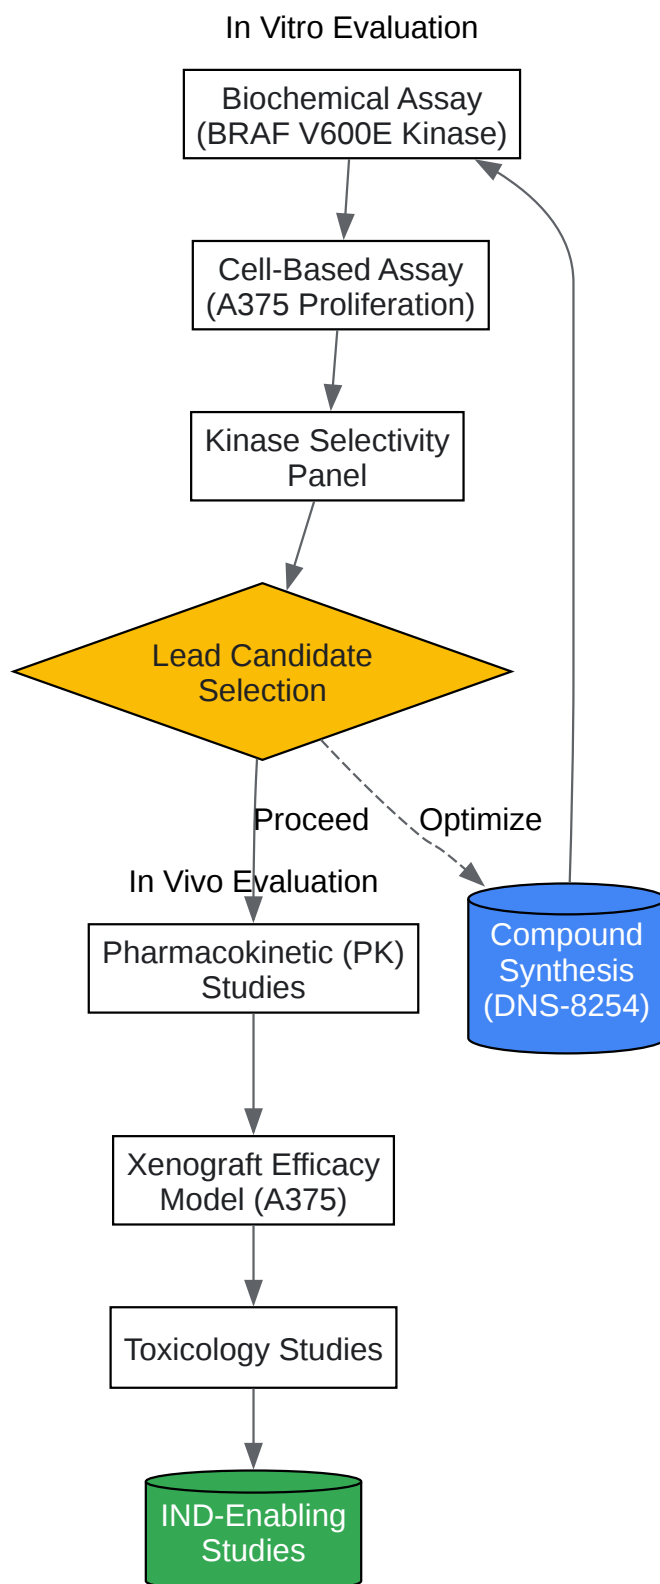 In Vitro Evaluation
Biochemical Assay
(BRAF V600E Kinase)
Cell-Based Assay
(A375 Proliferation)
Kinase Selectivity
Panel
Lead Candidate
Selection
Proceed
Optimize
In Vivo Evaluation
Pharmacokinetic (PK)
Studies
Compound
Synthesis
(DNS-8254)
Xenograft Efficacy
Model (A375)
Toxicology Studies
IND-Enabling
Studies